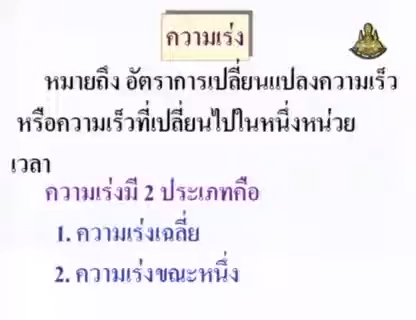 ความเร่ง
หมายถึง อัตราการเปลี่ยนแปลงความเร็ว
หรือความเร็วที่เปลี่ยนไปในหนึ่งหน่วย
เวลา
ความเร่งมี 2 ประเภทคือ
1. ความเร่งเฉลี่ย
2. ความเร่งขณะหนึ่ง